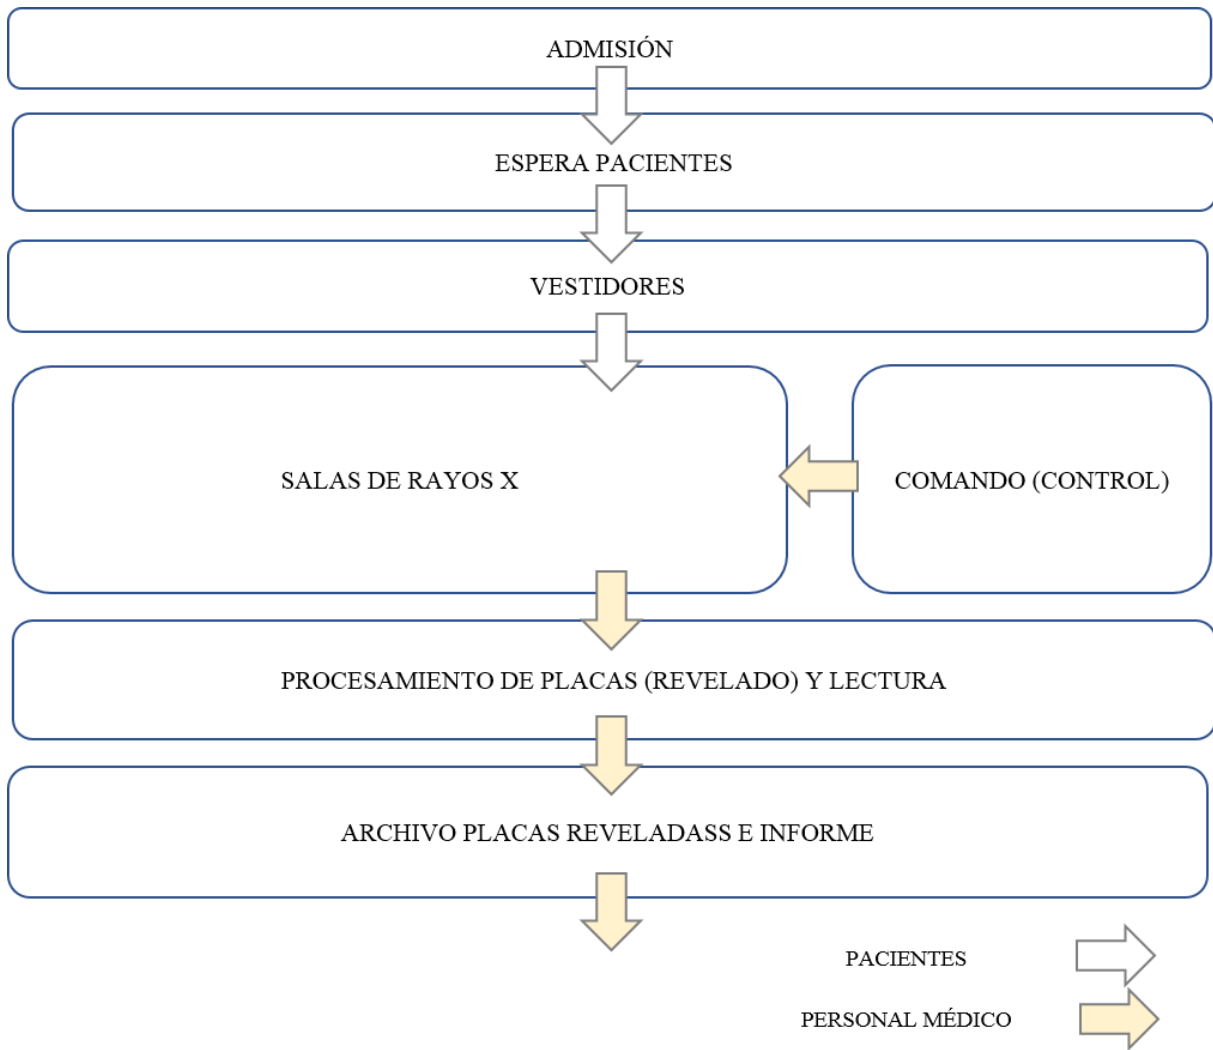 ADMISIÓN
ESPERA PACIENTES
VESTIDORES
SALAS DE RAYOS X
COMANDO (CONTROL)
PROCESAMIENTO DE PLACAS (REVELADO) Y LECTURA
ARCHIVO PLACAS REVELADASS E INFORME
PACIENTES
PERSONAL MÉDICO